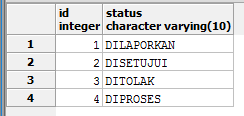 id status
integer character varying(10)
1 1 DILAPORKAN
2 2 DISETUJUI
3 3 DITOLAK
4 4 DIPROSES